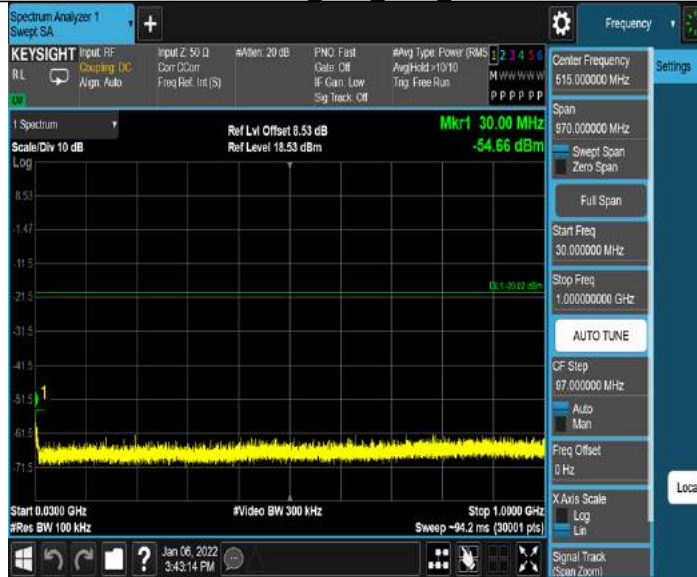 Spectrum Analyzer 1
Swept SA
Frequency
KEYSIGHT Input: RF
RL
Coupling: DC
Align: Auto
LW
Input Z: 50 Ω
Corr CCorr
Freq Ref: Int (S)
#Atten: 20 dB
PNO: Fast
Gate: Off
IF Gain: Low
Sig Track: Off
#Avg Type: Power (RMS
Avg|Hold:>10/10
Trig: Free Run
1 2 3 4 5 6
M W W W W W
P P P P P P
1 Spectrum
Scale/Div 10 dB
Ref Lvl Offset 8.53 dB
Ref Level 18.53 dBm
Mkr1 30.00 MHz
-54.66 dBm
Log
8.53
-1.47
-11.5
DL1 -20.02 dBm
-21.5
-31.5
-41.5
1
-51.5
-61.5
-71.5
Start 0.0300 GHz
#Res BW 100 kHz
#Video BW 300 kHz
Stop 1.0000 GHz
Sweep ~94.2 ms (30001 pts)
Jan 06, 2022
3:43:14 PM
Center Frequency
515.000000 MHz
Settings
Span
970.000000 MHz
Swept Span
Zero Span
Full Span
Start Freq
30.000000 MHz
Stop Freq
1.000000000 GHz
AUTO TUNE
CF Step
97.000000 MHz
Auto
Man
Freq Offset
0 Hz
X Axis Scale
Log
Lin
Loca
Signal Track
(Span Zoom)